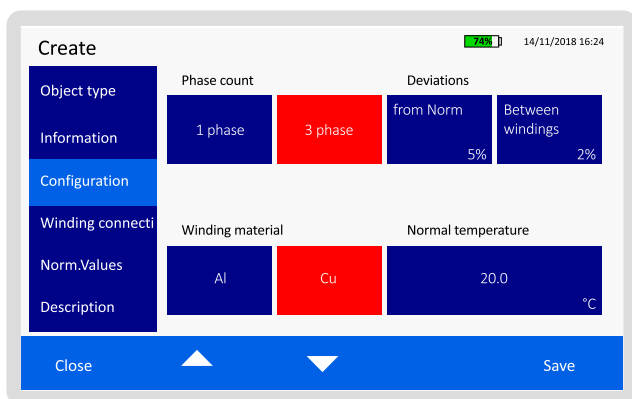 Create
74%
14/11/2018 16:24
Object type
Information
Configuration
Winding connecti
Norm.Values
Description
Phase count
1 phase
3 phase
Deviations
from Norm
5%
Between
windings
2%
Winding material
Al
Cu
Normal temperature
20.0
°C
Close
Save